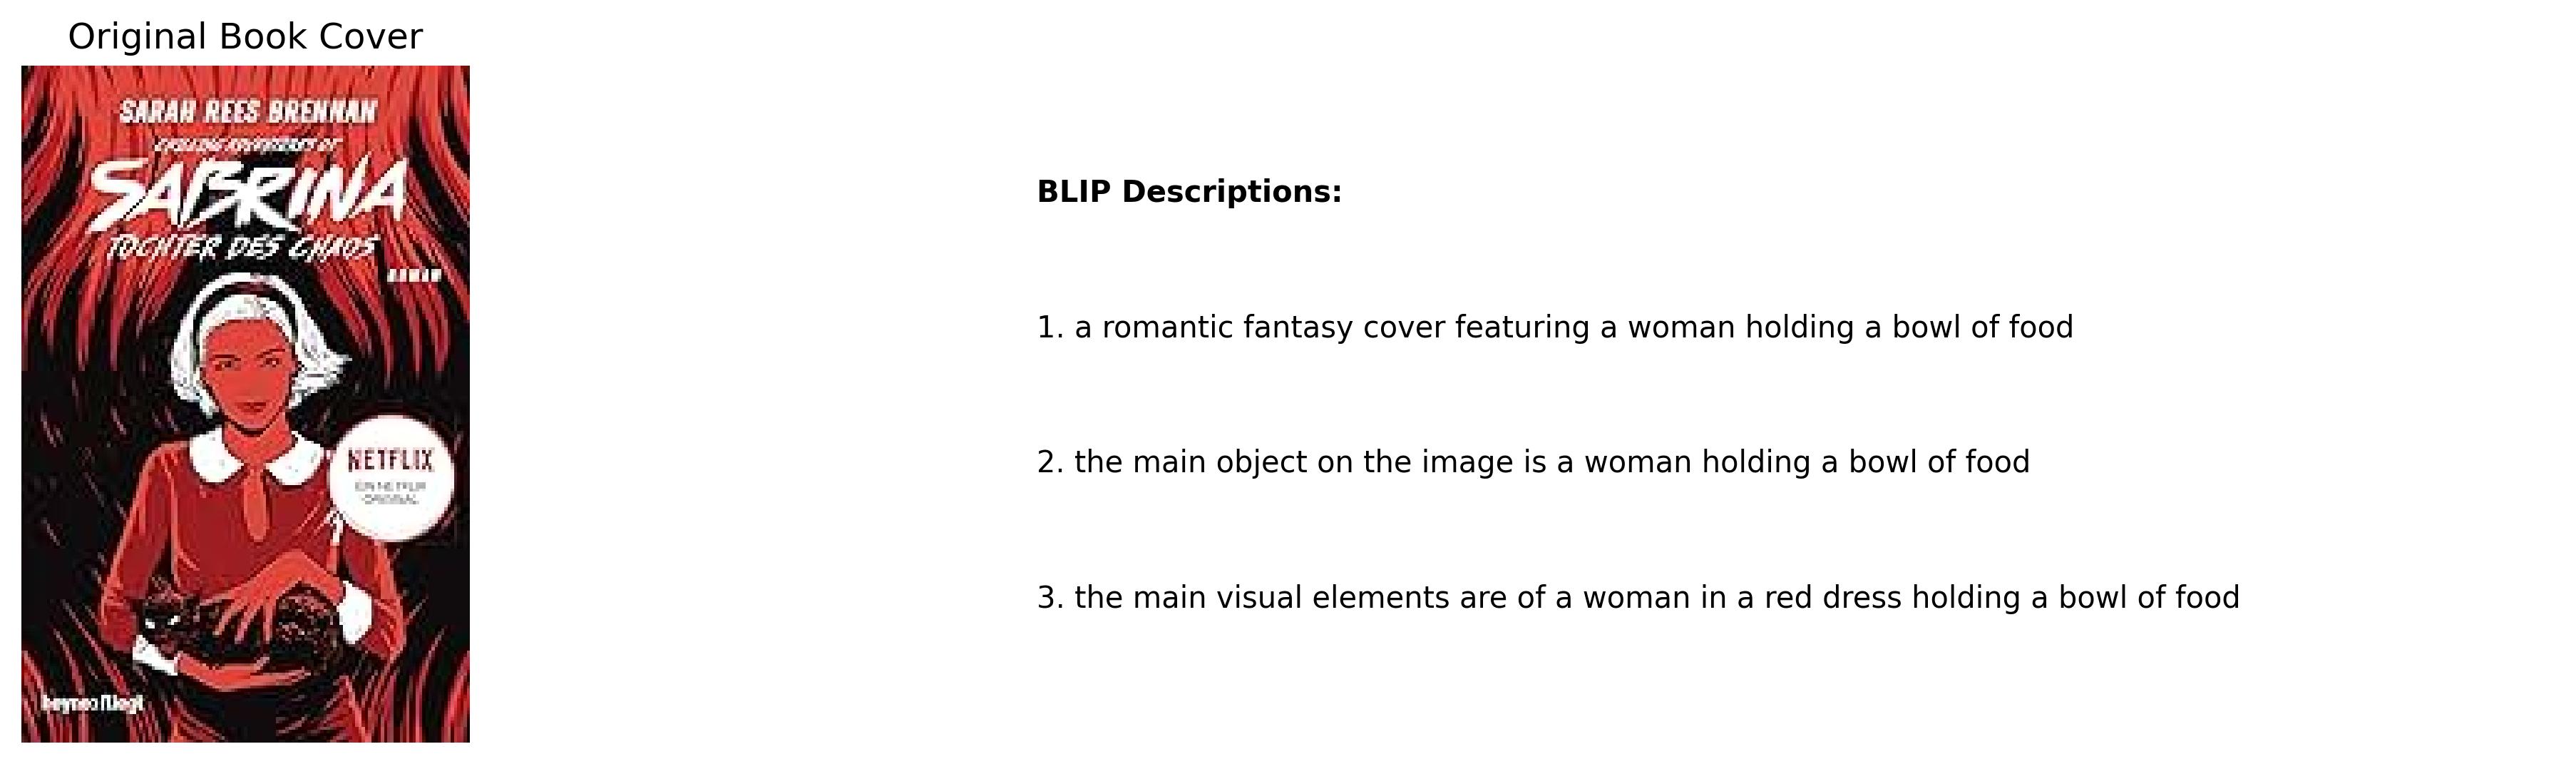 Original Book Cover
SARAH REES BRENNAN
CHILLING ADVENTURES OF
SABRINA
TOCHTER DES CHAOS
ROMAN
NETFLIX
EIN NETFLIX
ORIGINAL
heyne>fliegt
BLIP Descriptions:
1. a romantic fantasy cover featuring a woman holding a bowl of food
2. the main object on the image is a woman holding a bowl of food
3. the main visual elements are of a woman in a red dress holding a bowl of food